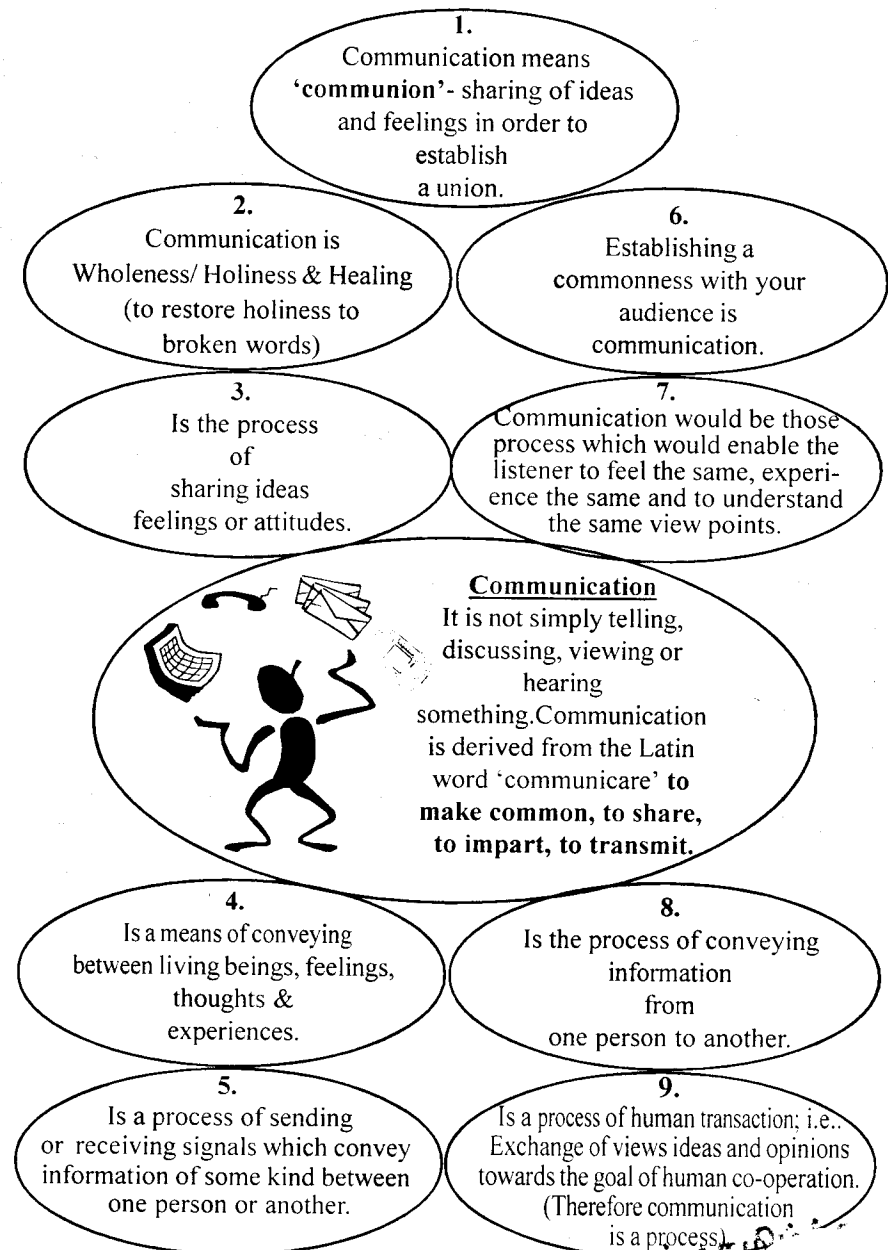 1.
Communication means
‘communion’- sharing of ideas
and feelings in order to
establish
a union.
2.
Communication is
Wholeness/ Holiness & Healing
(to restore holiness to
broken words)
3.
Is the process
of
sharing ideas
feelings or attitudes.
6.
Establishing a
commonness with your
audience is
communication.
7.
Communication would be those
process which would enable the
listener to feel the same, experi-
ence the same and to understand
the same view points.
Communication
It is not simply telling,
discussing, viewing or
hearing
something.Communication
is derived from the Latin
word ‘communicare’ to
make common, to share,
to impart, to transmit.
4.
Is a means of conveying
between living beings, feelings,
thoughts &
experiences.
5.
Is a process of sending
or receiving signals which convey
information of some kind between
one person or another.
8.
Is the process of conveying
information
from
one person to another.
9.
Is a process of human transaction; i.e..
Exchange of views ideas and opinions
towards the goal of human co-operation.
(Therefore communication
is a process)